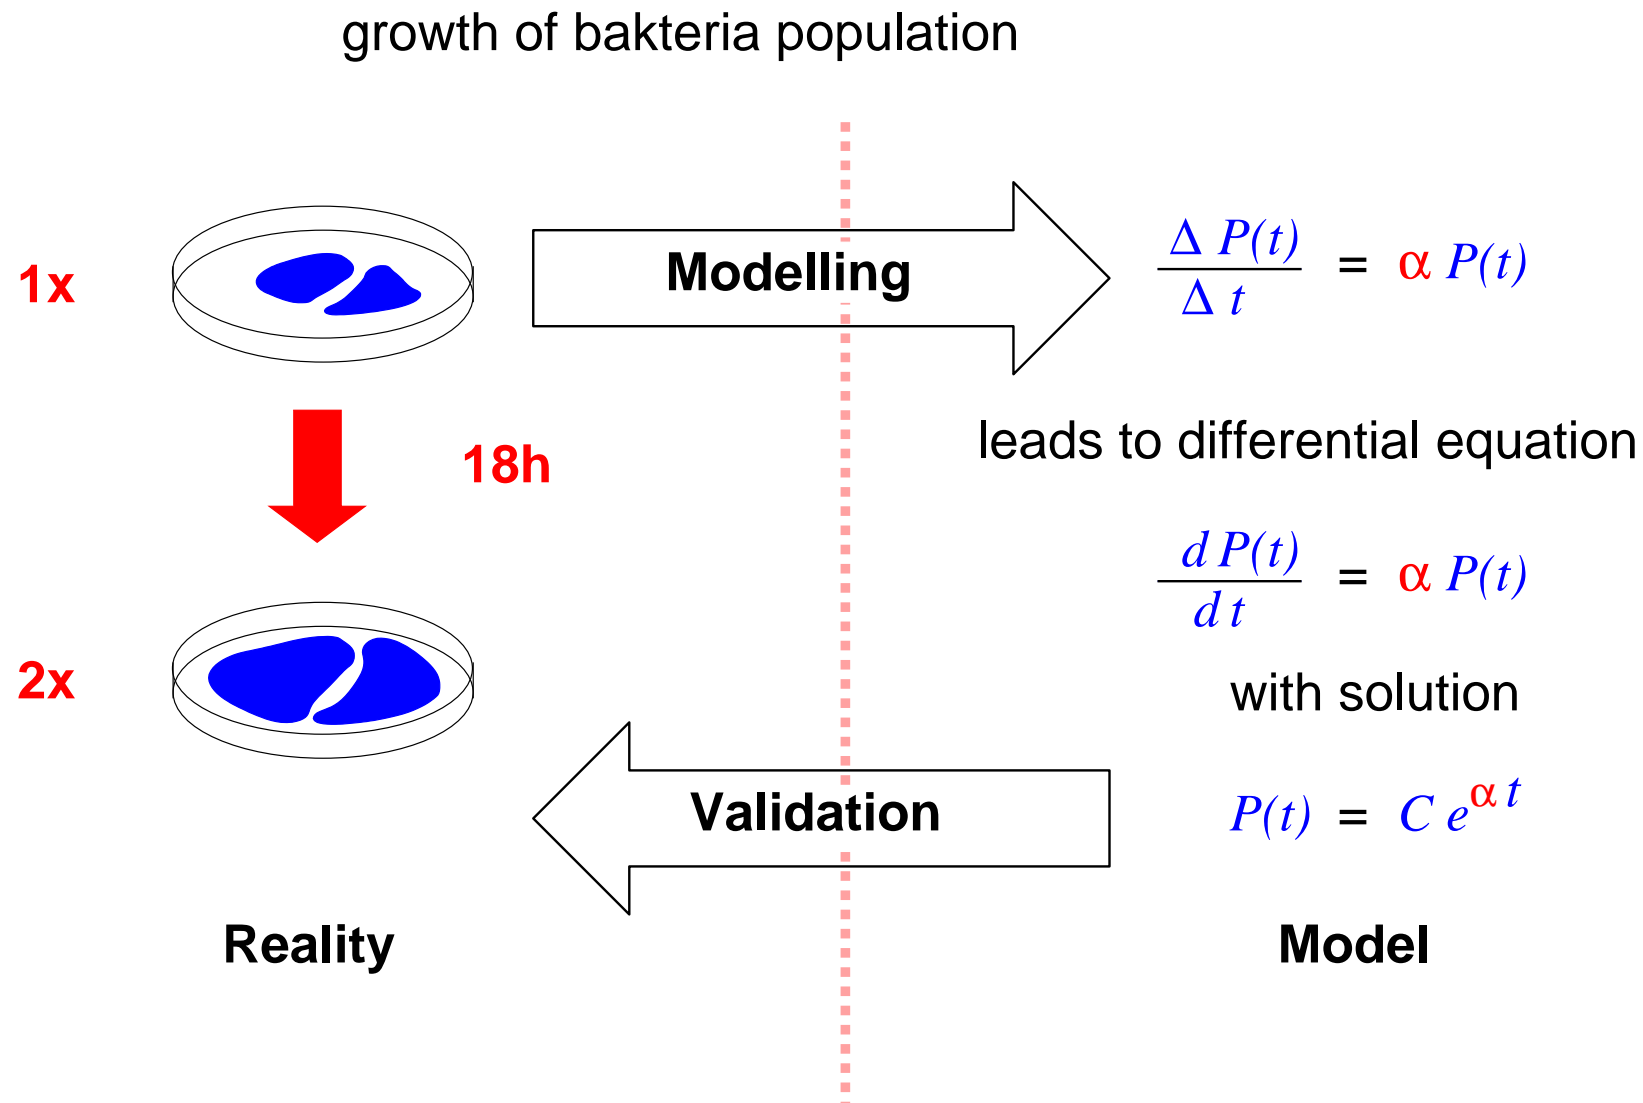 growth of bakteria population
1x
Modelling
Δ P(t)
Δ t
= α P(t)
18h
leads to differential equation
d P(t)
d t
= α P(t)
2x
with solution
Validation
P(t) = C e^{α t}
Reality
Model